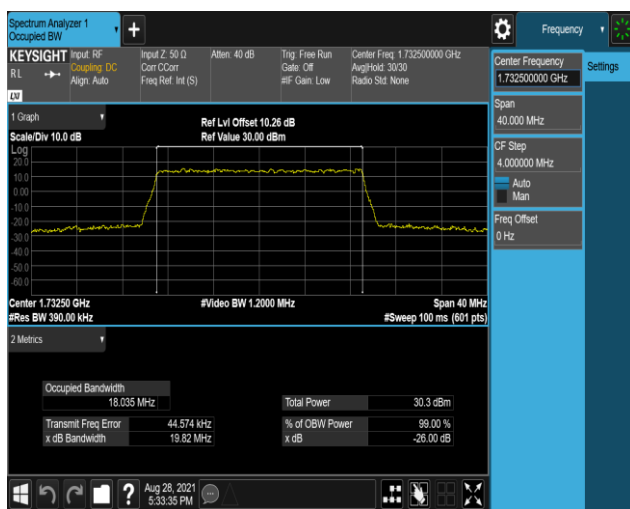 Spectrum Analyzer 1
Occupied BW
+
Frequency
KEYSIGHT
RL
LXI
Input: RF
Coupling: DC
Align: Auto
Input Z: 50 Ω
Corr CCorr
Freq Ref: Int (S)
Atten: 40 dB
Trig: Free Run
Gate: Off
#IF Gain: Low
Center Freq: 1.732500000 GHz
Avg|Hold: 30/30
Radio Std: None
Center Frequency
1.732500000 GHz
Settings
Span
40.000 MHz
CF Step
4.000000 MHz
Auto
Man
Freq Offset
0 Hz
1 Graph
Scale/Div 10.0 dB
Ref Lvl Offset 10.26 dB
Ref Value 30.00 dBm
Log
20.0
10.0
0.00
-10.0
-20.0
-30.0
-40.0
-50.0
-60.0
Center 1.73250 GHz
#Video BW 1.2000 MHz
Span 40 MHz
#Res BW 390.00 kHz
#Sweep 100 ms (601 pts)
2 Metrics
Occupied Bandwidth
18.035 MHz
Total Power 30.3 dBm
Transmit Freq Error 44.574 kHz
% of OBW Power 99.00 %
x dB Bandwidth 19.82 MHz
x dB -26.00 dB
?
Aug 28, 2021
5:33:35 PM